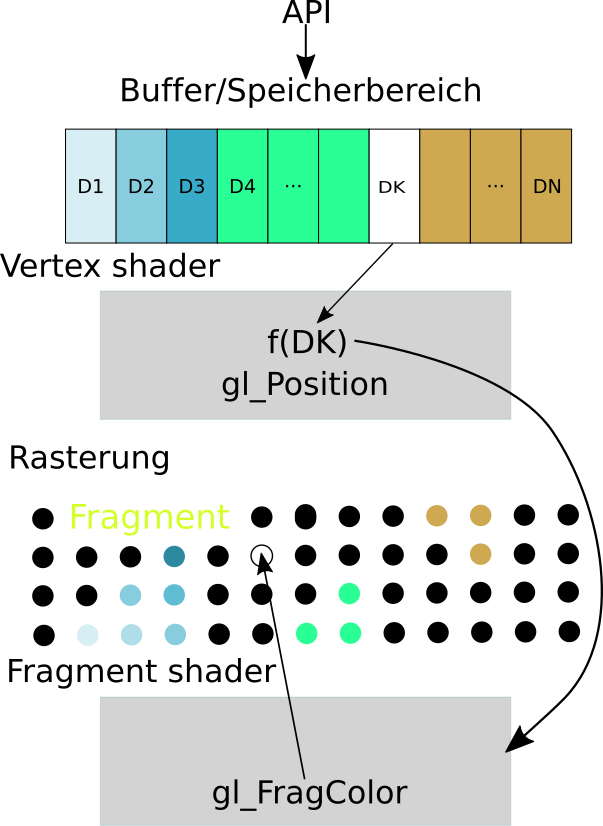 API
Buffer/Speicherbereich
D1 D2 D3 D4 ... DK ... DN
Vertex shader
f(DK)
gl_Position
Rasterung
Fragment
Fragment shader
gl_FragColor